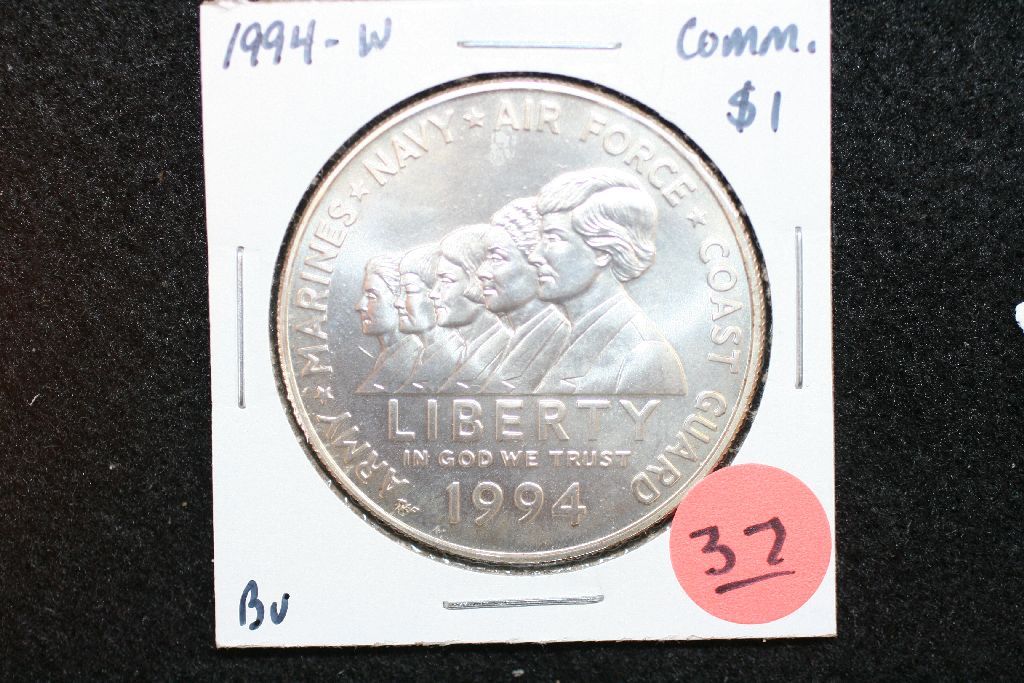 1994-W
Comm.
$1
ARMY ★ MARINES ★ NAVY ★ AIR FORCE ★ COAST GUARD
LIBERTY
IN GOD WE TRUST
1994
BU
37